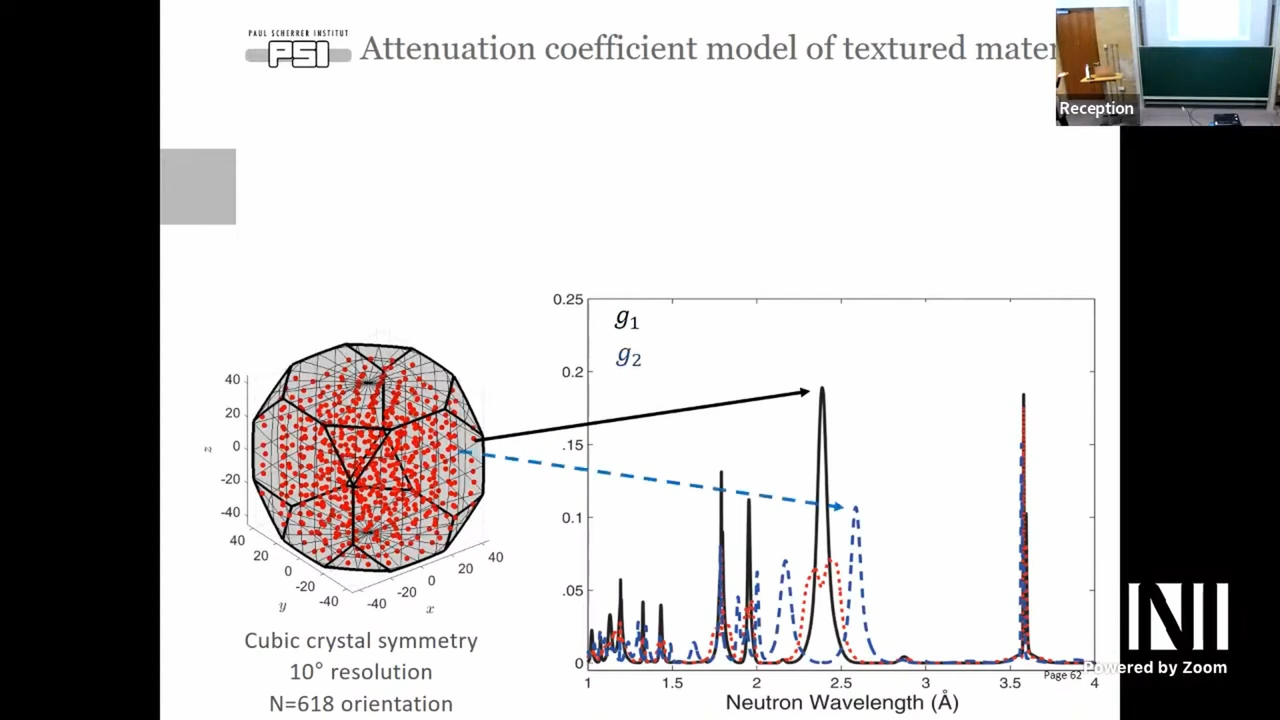 PAUL SCHERRER INSTITUT
PSI
Attenuation coefficient model of textured mater
Reception
0.25
0.2
.15
0.1
.05
0
g1
g2
40
20
0
-20
-40
z
40
20
0
-20
-40
y
-40
-20
0
20
40
x
1
1.5
2
2.5
3
3.5
4
Page 62
Neutron Wavelength (Å)
Cubic crystal symmetry
10° resolution
N=618 orientation
NI
Powered by Zoom